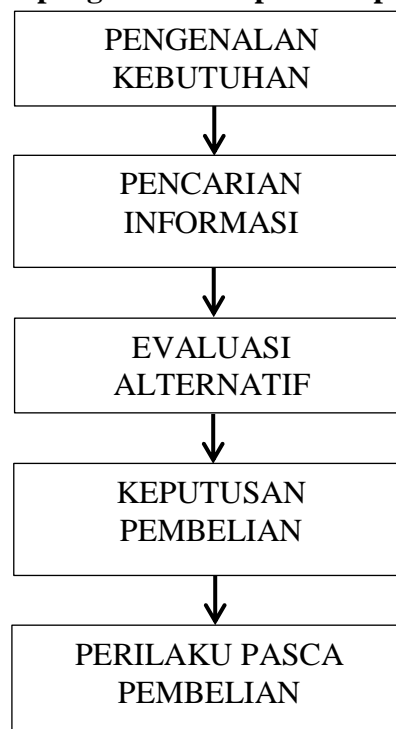 PENGENALAN
KEBUTUHAN
PENCARIAN
INFORMASI
EVALUASI
ALTERNATIF
KEPUTUSAN
PEMBELIAN
PERILAKU PASCA
PEMBELIAN